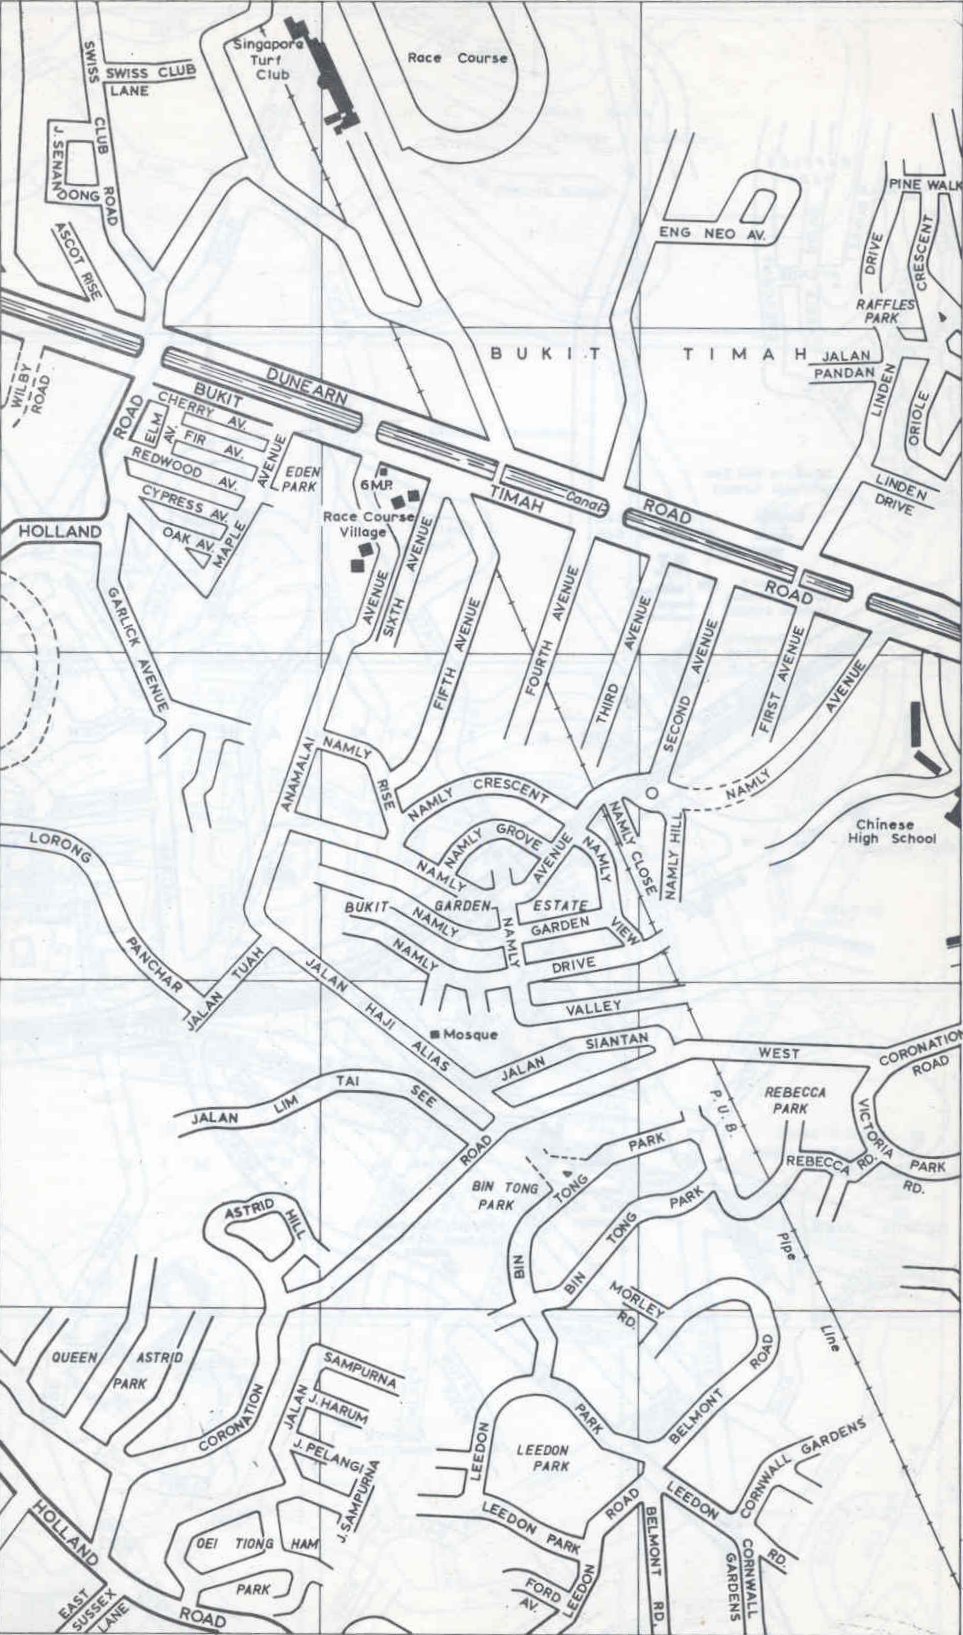 SWISS CLUB ROAD
SWISS CLUB
LANE
J. SENANDONG
ASCOT RISE
Singapore
Turf
Club
Race Course
ENG NEO AV.
PINE WALK
DRIVE
CRESCENT
RAFFLES
PARK
BUKIT TIMAH
JALAN
PANDAN
LINDEN
ORIOLE
LINDEN
DRIVE
WILBY
ROAD
ROAD
BUKIT
DUNEARN
CHERRY AV.
ELM
AV.
FIR AV.
REDWOOD AV.
CYPRESS AV.
OAK AV.
MAPLE
AVENUE
EDEN
PARK
6 M.P.
Race Course
Village
TIMAH
Canal
ROAD
ROAD
HOLLAND
GARLICK AVENUE
AVENUE
SIXTH AVENUE
FIFTH AVENUE
FOURTH AVENUE
THIRD AVENUE
SECOND AVENUE
FIRST AVENUE
NAMLY AVENUE
ANAMALAI
NAMLY RISE
NAMLY CRESCENT
NAMLY GROVE
NAMLY
AVENUE
NAMLY
NAMLY CLOSE
NAMLY HILL
Chinese
High School
LORONG PANCHAR
BUKIT
NAMLY
GARDEN
ESTATE
NAMLY
GARDEN
VIEW
NAMLY
DRIVE
VALLEY
JALAN TUAH
JALAN HAJI ALIAS
Mosque
JALAN SIANTAN
WEST
CORONATION
ROAD
JALAN LIM TAI SEE
ROAD
REBECCA
PARK
P.U.B.
VICTORIA
PARK
RD.
REBECCA RD.
BIN TONG PARK
BIN TONG
PARK
BIN TONG PARK
Pipe
Line
ASTRID HILL
MORLEY
RD.
QUEEN ASTRID
PARK
CORONATION
SAMPURNA
JALAN
J. HARUM
J. PELANGI
J. SAMPURNA
LEEDON
PARK
LEEDON
PARK
BELMONT
ROAD
CORNWALL GARDENS
LEEDON
RD.
ROAD
LEEDON PARK
LEEDON
BELMONT RD.
CORNWALL
GARDENS
FORD
AV.
OEI TIONG HAM
PARK
HOLLAND
ROAD
EAST
SUSSEX
LANE